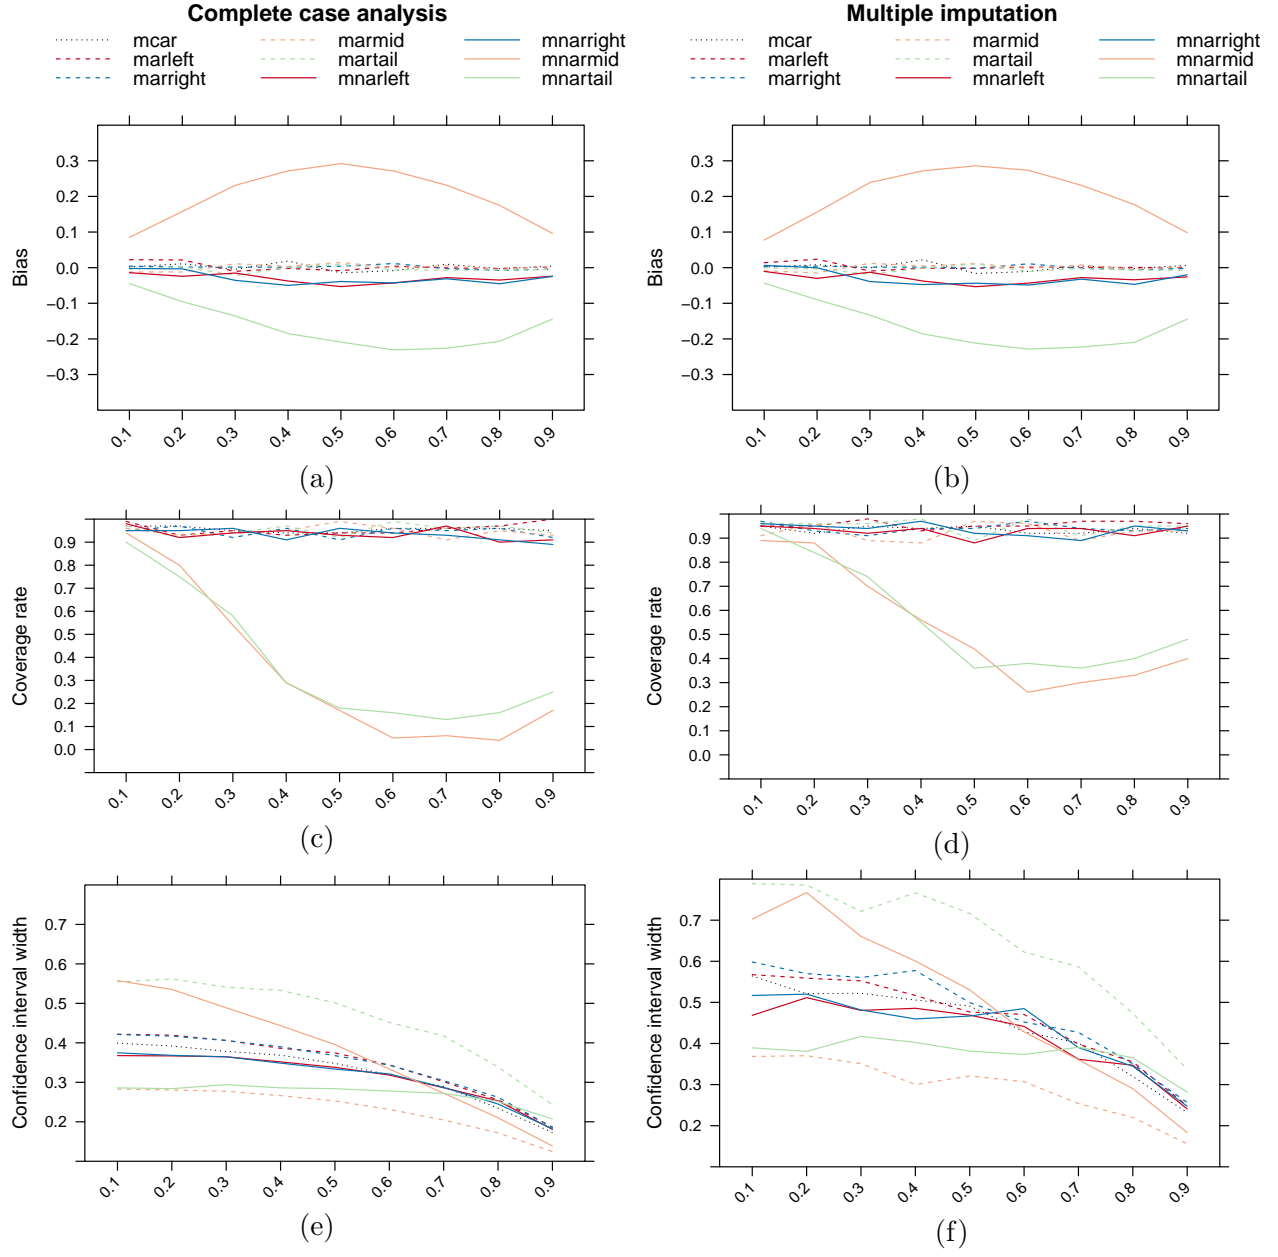 Complete case analysis
mcar marmid mnarright
marleft martail mnarmid
marright mnarleft mnartail
Bias
0.3
0.2
0.1
0.0
−0.1
−0.2
−0.3
0.1 0.2 0.3 0.4 0.5 0.6 0.7 0.8 0.9
(a)
Multiple imputation
mcar marmid mnarright
marleft martail mnarmid
marright mnarleft mnartail
Bias
0.3
0.2
0.1
0.0
−0.1
−0.2
−0.3
0.1 0.2 0.3 0.4 0.5 0.6 0.7 0.8 0.9
(b)
Coverage rate
0.9
0.8
0.7
0.6
0.5
0.4
0.3
0.2
0.1
0.0
0.1 0.2 0.3 0.4 0.5 0.6 0.7 0.8 0.9
(c)
Coverage rate
0.9
0.8
0.7
0.6
0.5
0.4
0.3
0.2
0.1
0.0
0.1 0.2 0.3 0.4 0.5 0.6 0.7 0.8 0.9
(d)
Confidence interval width
0.7
0.6
0.5
0.4
0.3
0.2
0.1 0.2 0.3 0.4 0.5 0.6 0.7 0.8 0.9
(e)
Confidence interval width
0.7
0.6
0.5
0.4
0.3
0.2
0.1 0.2 0.3 0.4 0.5 0.6 0.7 0.8 0.9
(f)